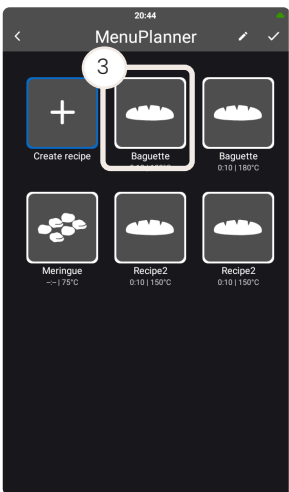 20:44
MenuPlanner
3
Create recipe
Baguette
Baguette
0:10 | 180°C
Meringue
--:-- | 75°C
Recipe2
0:10 | 150°C
Recipe2
0:10 | 150°C